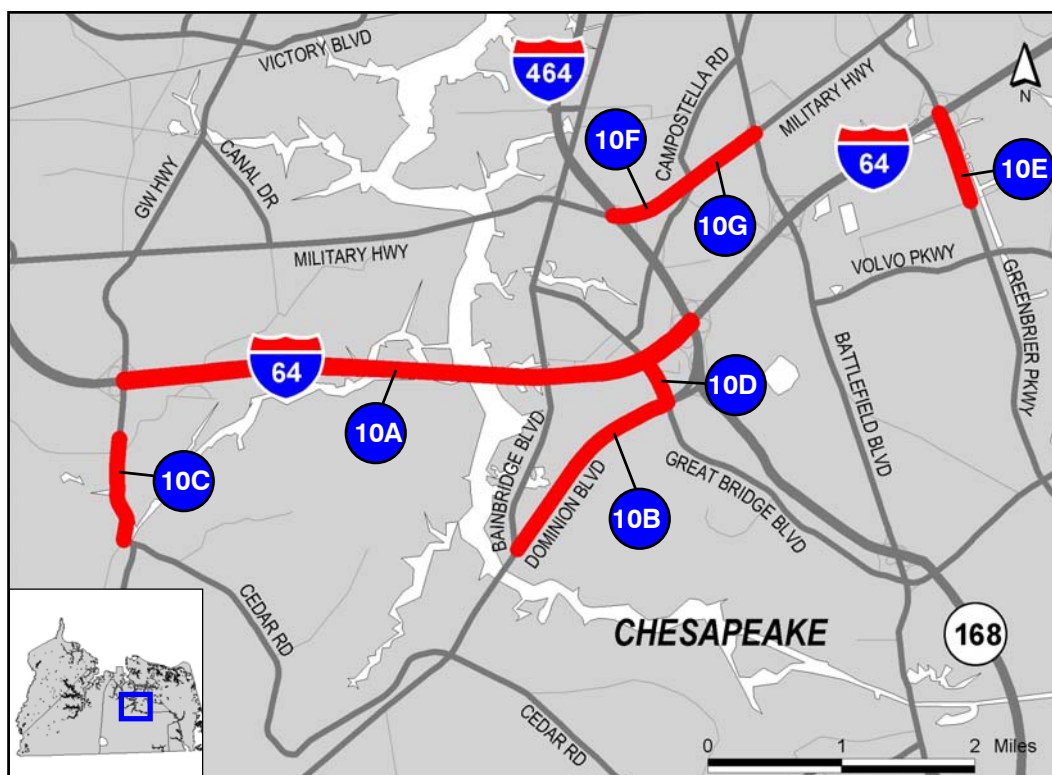 VICTORY BLVD
464
CAMPOSTELLA RD
MILITARY HWY
N
10F
64
10E
CANAL DR
GW HWY
10G
MILITARY HWY
VOLVO PKWY
GREENBRIER PKWY
64
10D
BATTLEFIELD BLVD
10A
10C
BAINBRIDGE BLVD
DOMINION BLVD
10B
GREAT BRIDGE BLVD
CEDAR RD
CHESAPEAKE
168
CEDAR RD
0 1 2 Miles